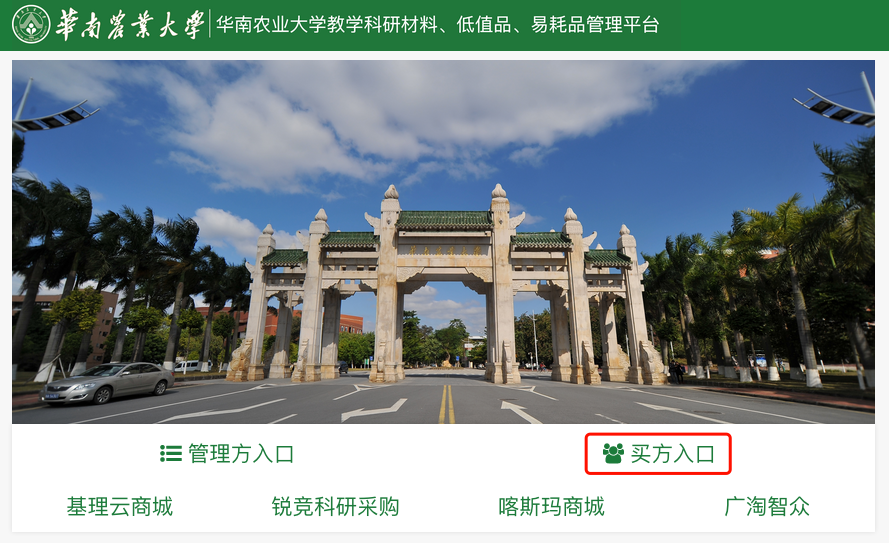 華南農業大學 华南农业大学教学科研材料、低值品、易耗品管理平台
管理方入口 买方入口
基理云商城 锐竞科研采购 喀斯玛商城 广淘智众